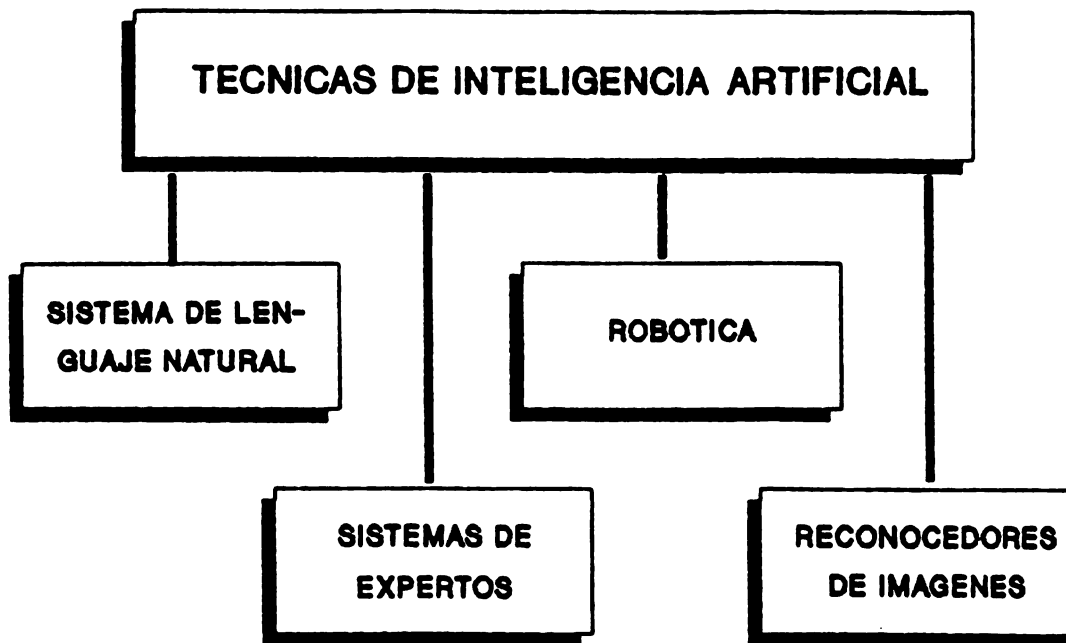 TECNICAS DE INTELIGENCIA ARTIFICIAL
SISTEMA DE LEN-
GUAJE NATURAL
ROBOTICA
SISTEMAS DE
EXPERTOS
RECONOCEDORES
DE IMAGENES